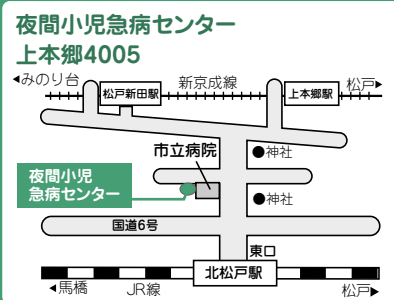 夜間小児急病センター
上本郷4005
◀みのり台
新京成線
松戸▶
松戸新田駅
上本郷駅
市立病院
●神社
夜間小児
急病センター
●神社
国道6号
東口
北松戸駅
◀馬橋
JR線
松戸▶